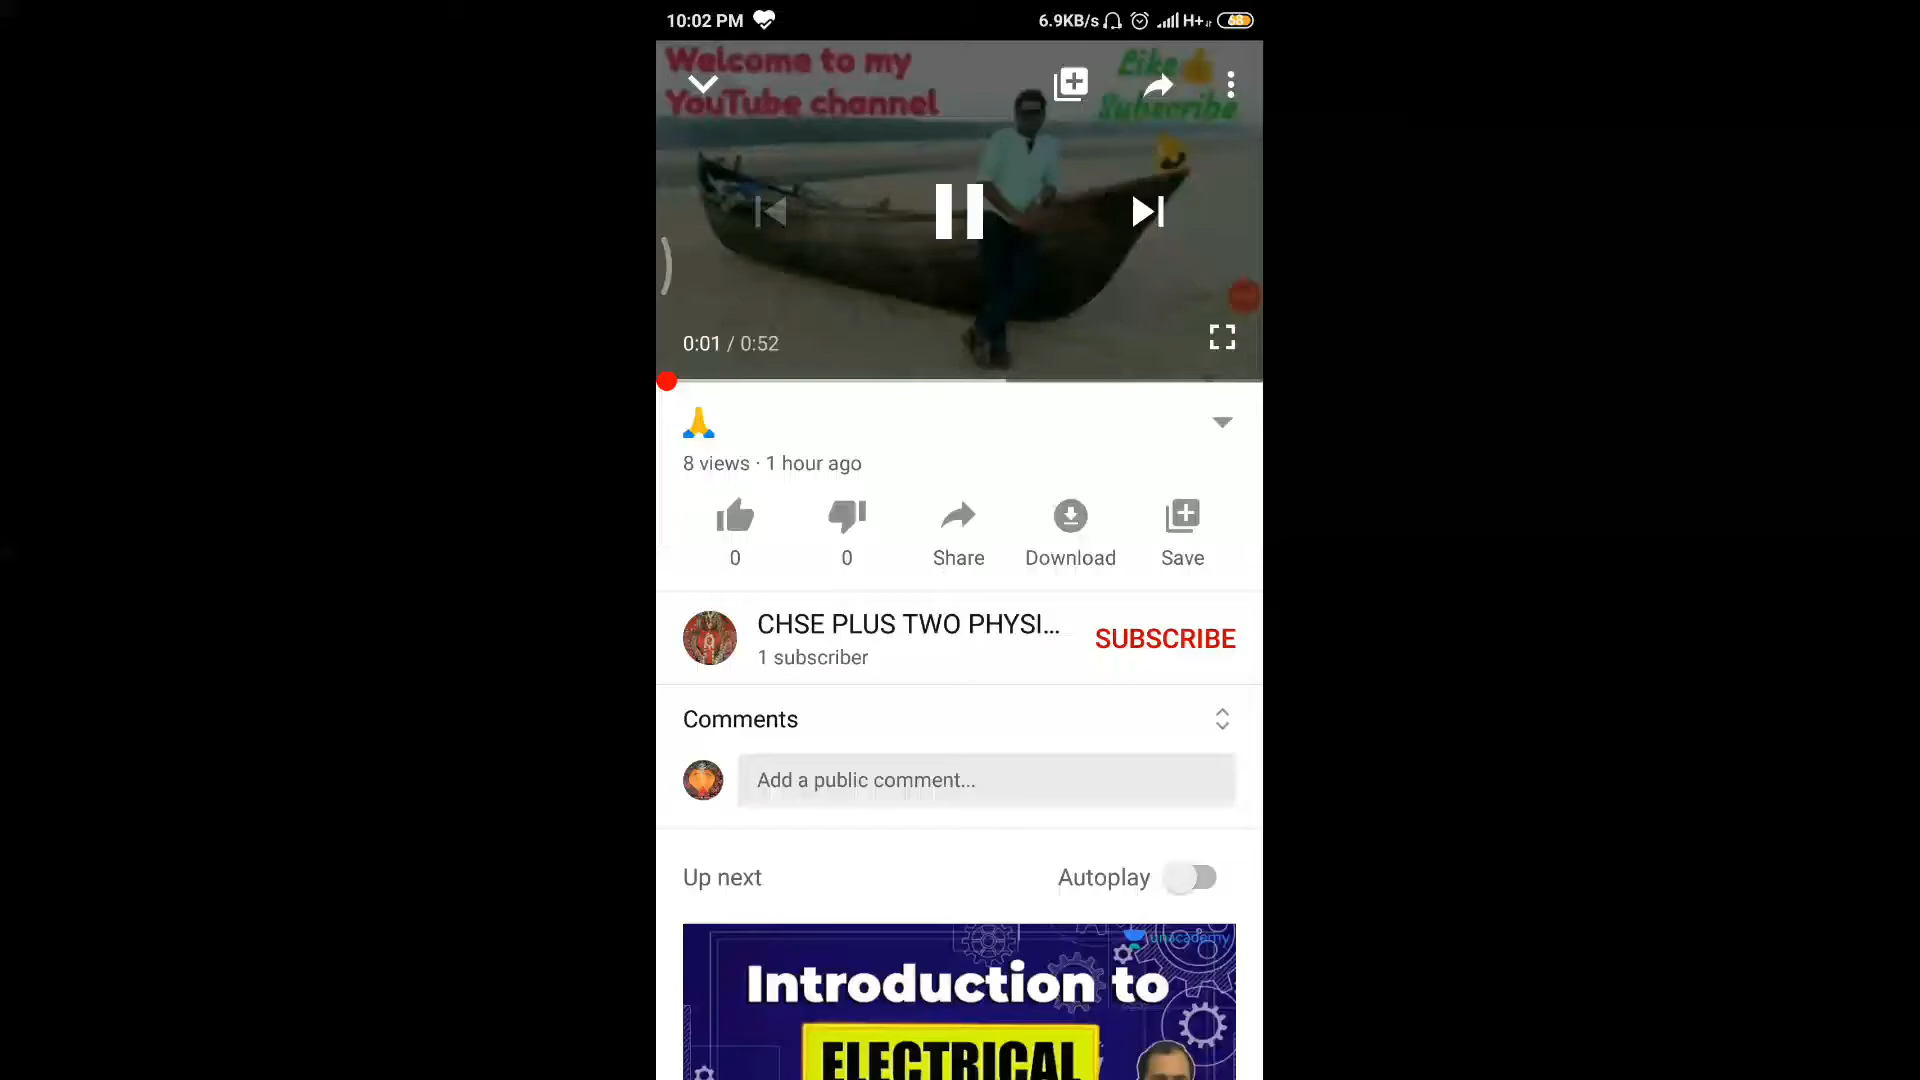 10:02 PM
6.9KB/s H+ 68
Welcome to my
YouTube channel
Like
Subscribe
0:01 / 0:52
8 views · 1 hour ago
0
0
Share
Download
Save
CHSE PLUS TWO PHYSI...
1 subscriber
SUBSCRIBE
Comments
Add a public comment...
Up next
Autoplay
unacademy
Introduction to
ELECTRICAL